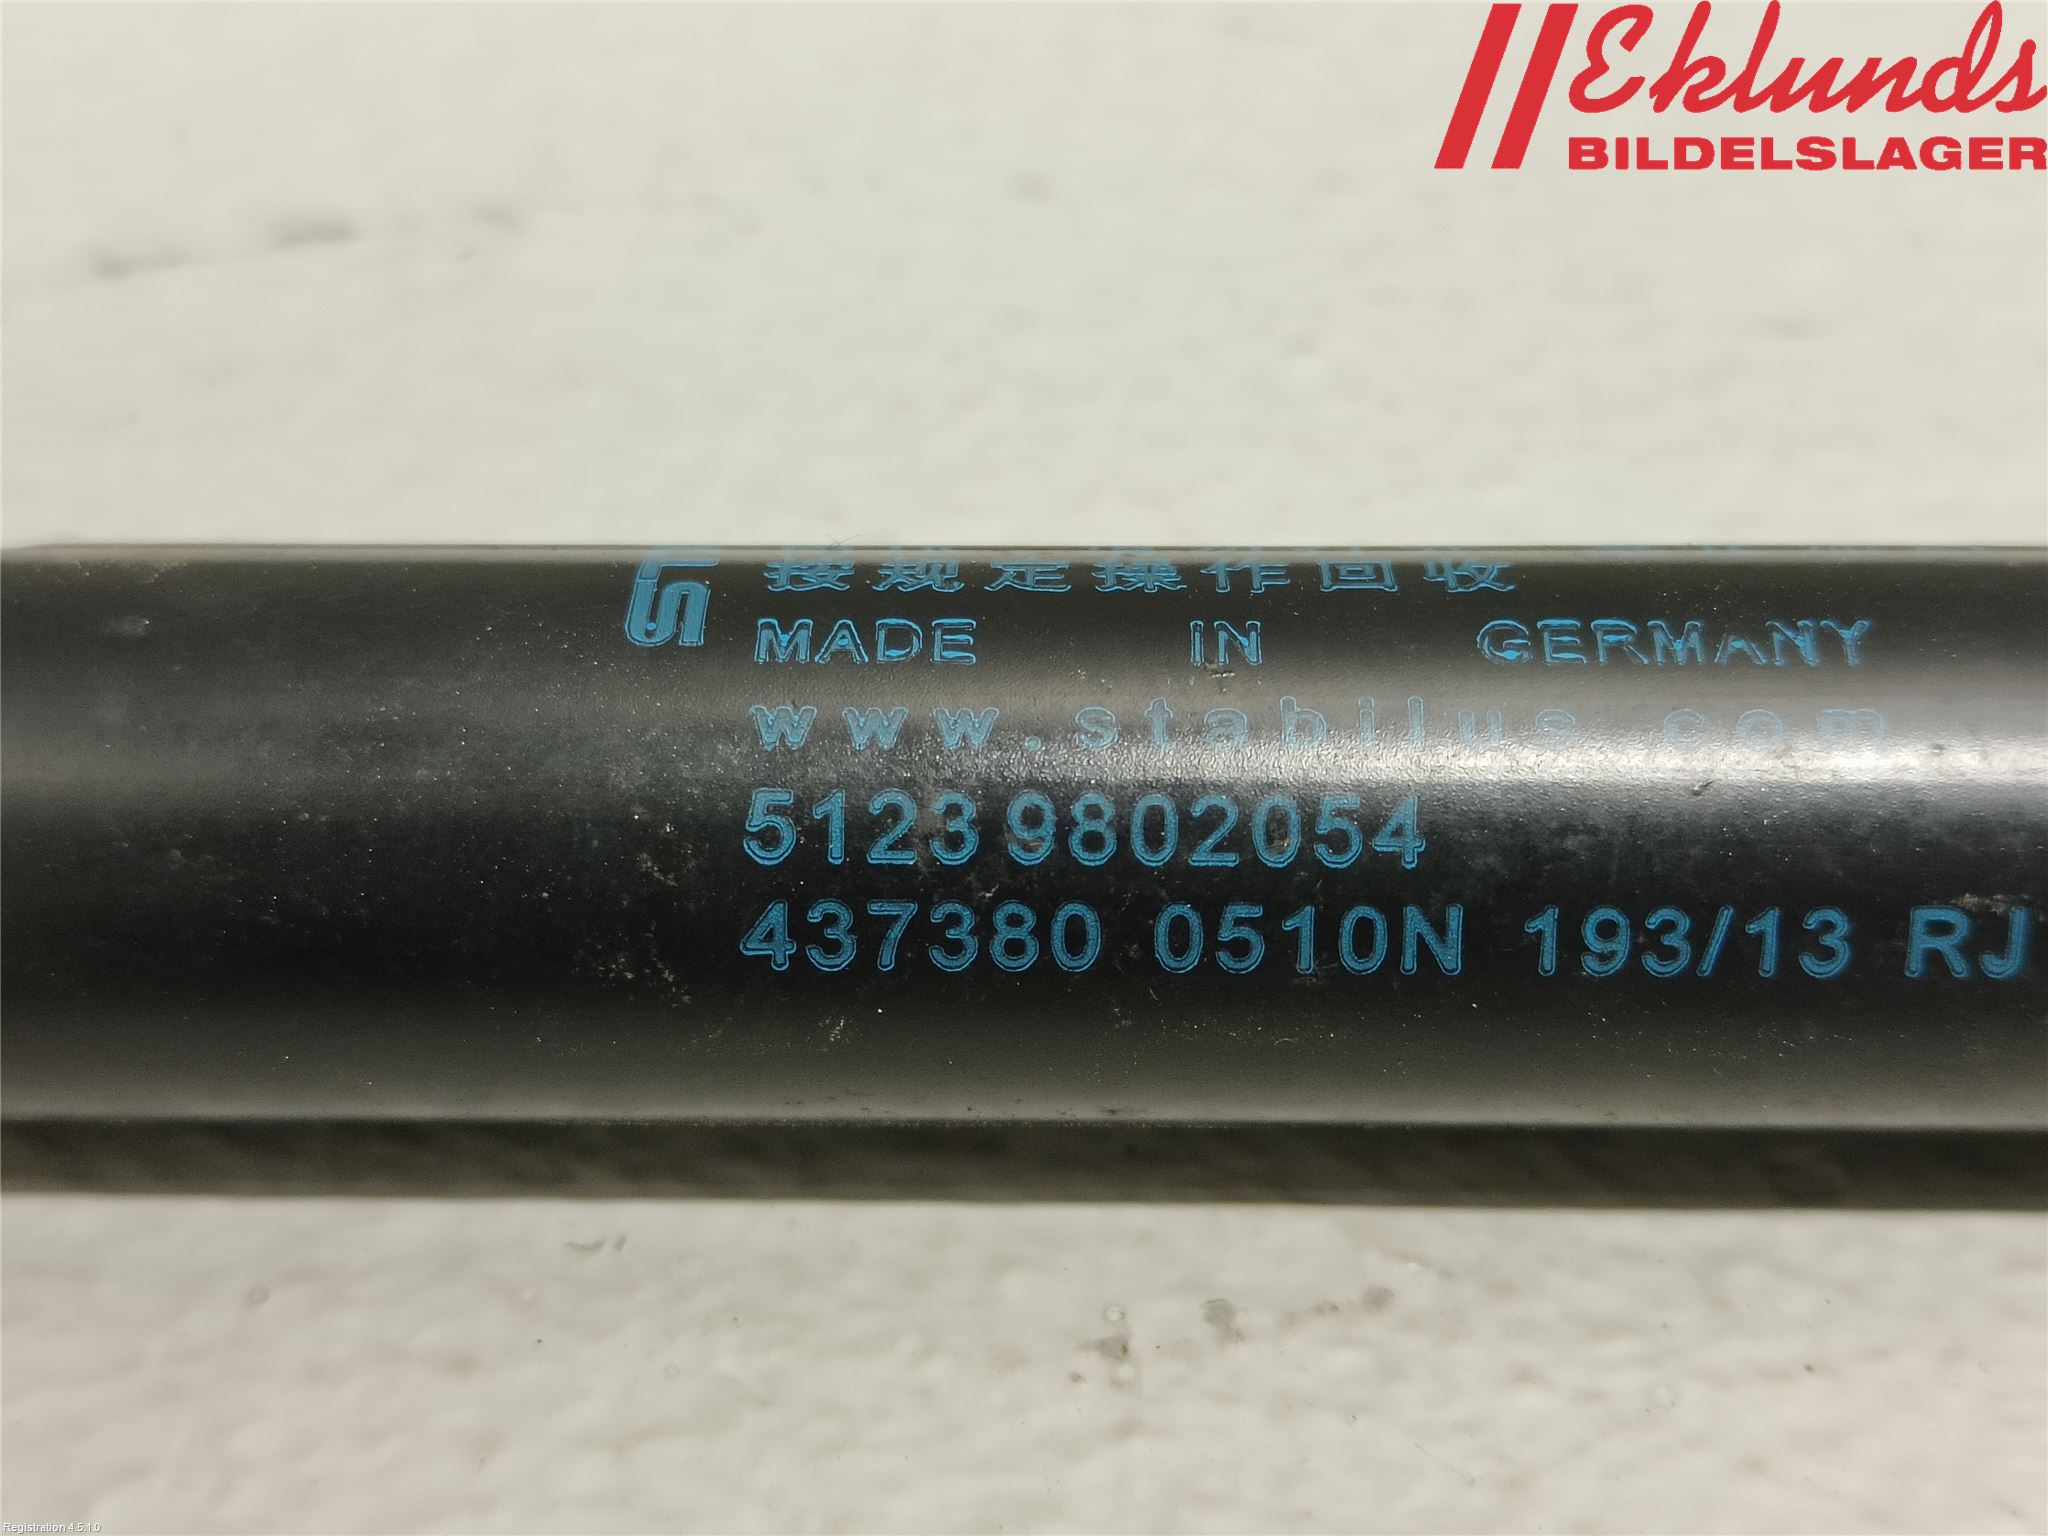 Eklunds
BILDELSLAGER
按规定操作回收
MADE IN GERMANY
www.stabilus.com
51239802054
437380 0510N 193/13 RJ
Registration 4.5.1.0